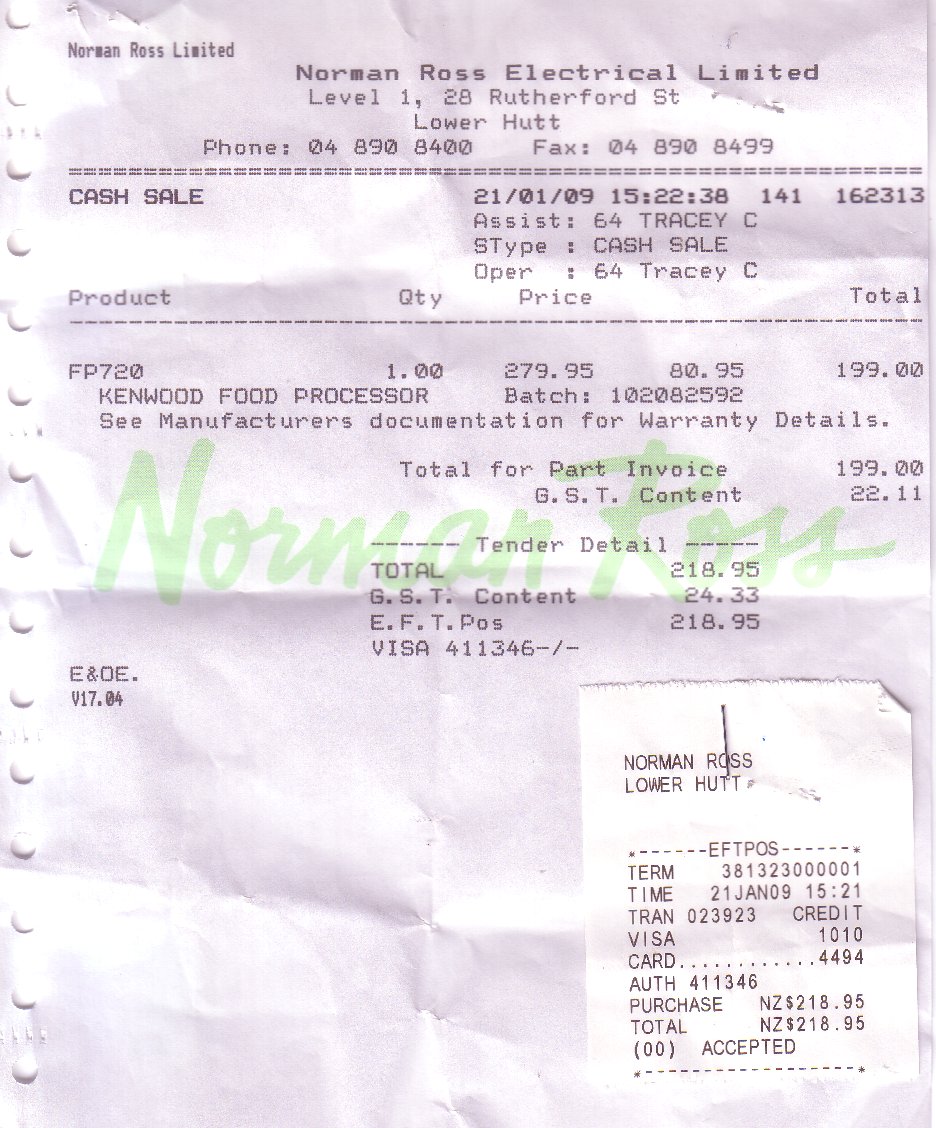 Norman Ross Limited
Norman Ross Electrical Limited
Level 1, 28 Rutherford St
Lower Hutt
Phone: 04 890 8400 Fax: 04 890 8499
================================================================
CASH SALE 21/01/09 15:22:38 141 162313
Assist: 64 TRACEY C
SType : CASH SALE
Oper : 64 Tracey C
Product Qty Price Total
----------------------------------------------------------------
FP720 1.00 279.95 80.95 199.00
KENWOOD FOOD PROCESSOR Batch: 102082592
See Manufacturers documentation for Warranty Details.
Norman Ross
Total for Part Invoice 199.00
G.S.T. Content 22.11
------ Tender Detail -----
TOTAL 218.95
G.S.T. Content 24.33
E.F.T.Pos 218.95
VISA 411346-/-
E&OE.
V17.04
NORMAN ROSS
LOWER HUTT
*------EFTPOS------*
TERM 381323000001
TIME 21JAN09 15:21
TRAN 023923 CREDIT
VISA 1010
CARD............4494
AUTH 411346
PURCHASE NZ$218.95
TOTAL NZ$218.95
(00) ACCEPTED
*------------------*